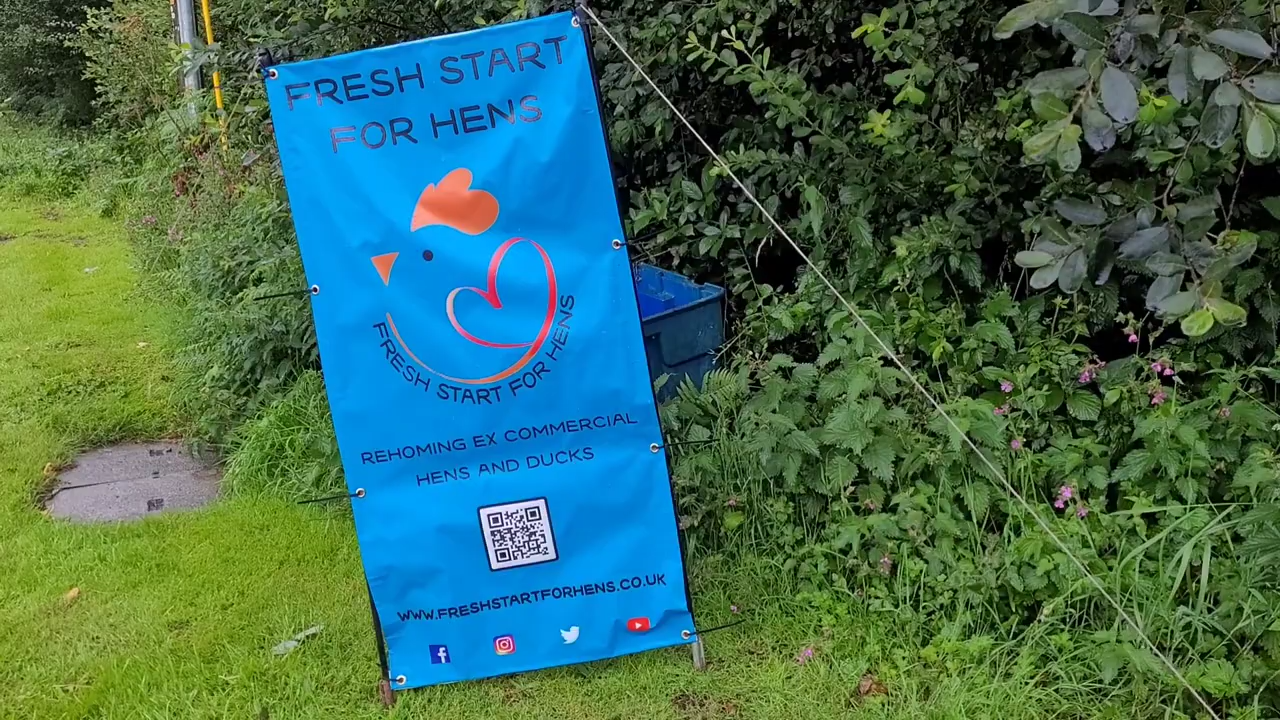 FRESH START
FOR HENS
FRESH START FOR HENS
REHOMING EX COMMERCIAL
HENS AND DUCKS
WWW.FRESHSTARTFORHENS.CO.UK